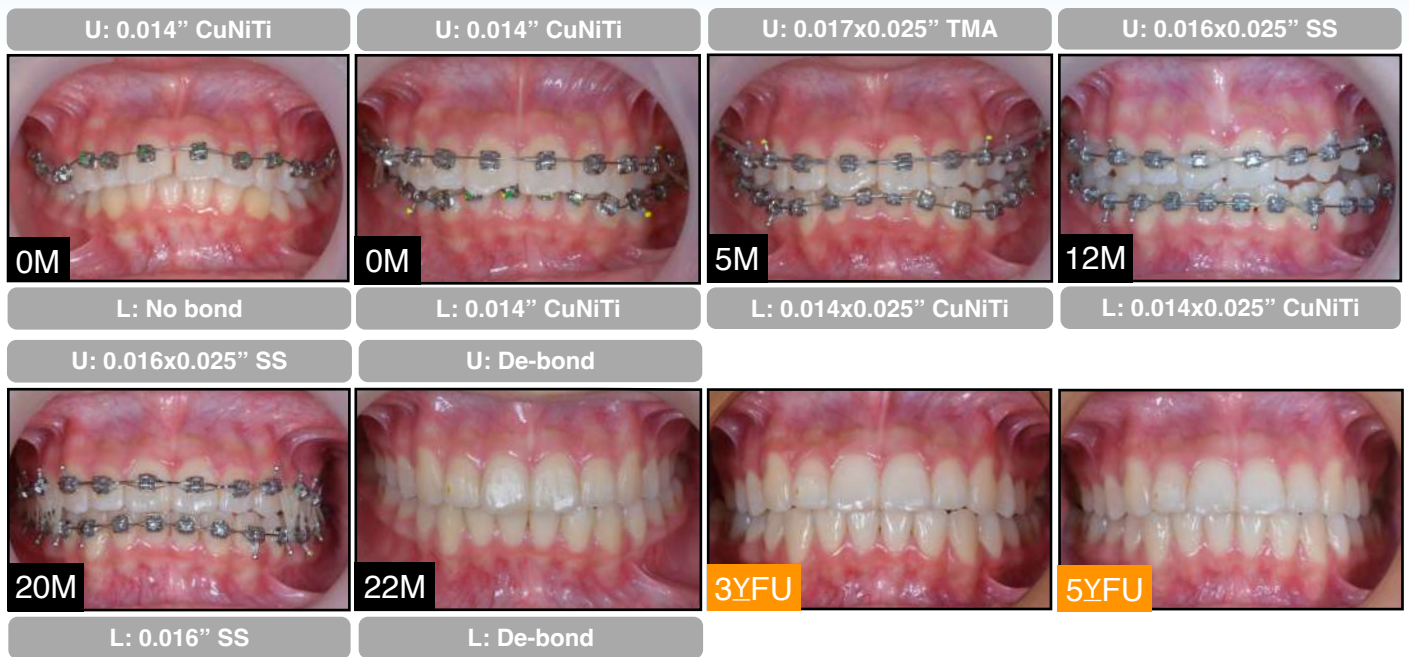 U: 0.014” CuNiTi
U: 0.014” CuNiTi
U: 0.017x0.025” TMA
U: 0.016x0.025” SS
0M
0M
5M
12M
L: No bond
L: 0.014” CuNiTi
L: 0.014x0.025” CuNiTi
L: 0.014x0.025” CuNiTi
U: 0.016x0.025” SS
U: De-bond
20M
22M
3YFU
5YFU
L: 0.016” SS
L: De-bond